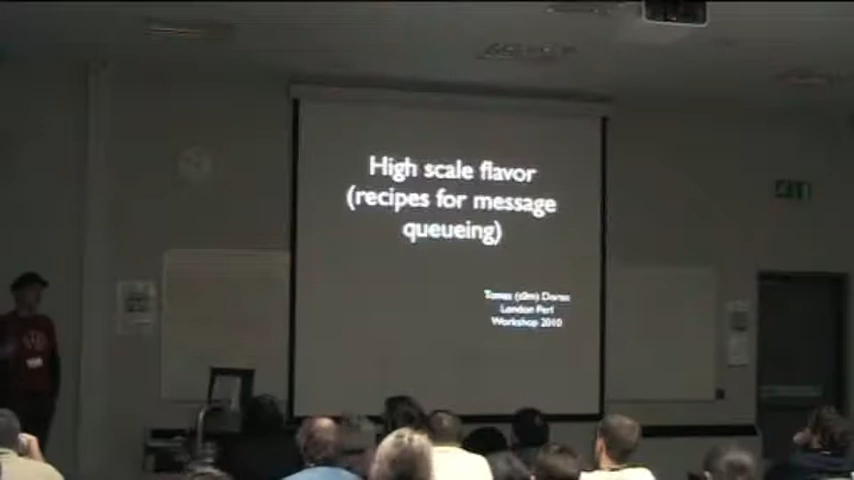 High scale flavor
(recipes for message
queueing)
London Perl
Workshop 2010